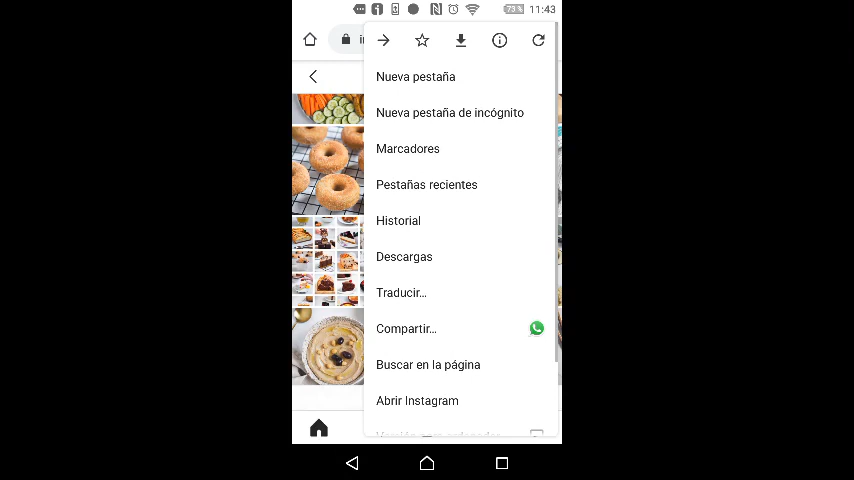 73%
11:43
Nueva pestaña
Nueva pestaña de incógnito
Marcadores
Pestañas recientes
Historial
Descargas
Traducir...
Compartir...
Buscar en la página
Abrir Instagram